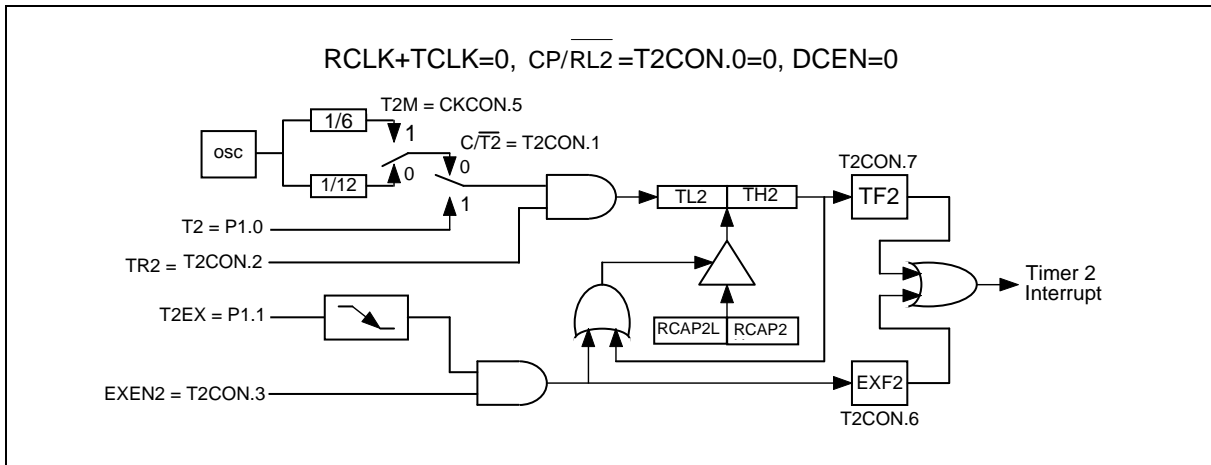 RCLK+TCLK=0, CP/RL2=T2CON.0=0, DCEN=0
T2M = CKCON.5
1/6
1
C/T2 = T2CON.1
osc
0
0
T2CON.7
1/12
TL2
TH2
TF2
1
T2 = P1.0
TR2 = T2CON.2
Timer 2
Interrupt
T2EX = P1.1
RCAP2L
RCAP2
EXEN2 = T2CON.3
EXF2
T2CON.6